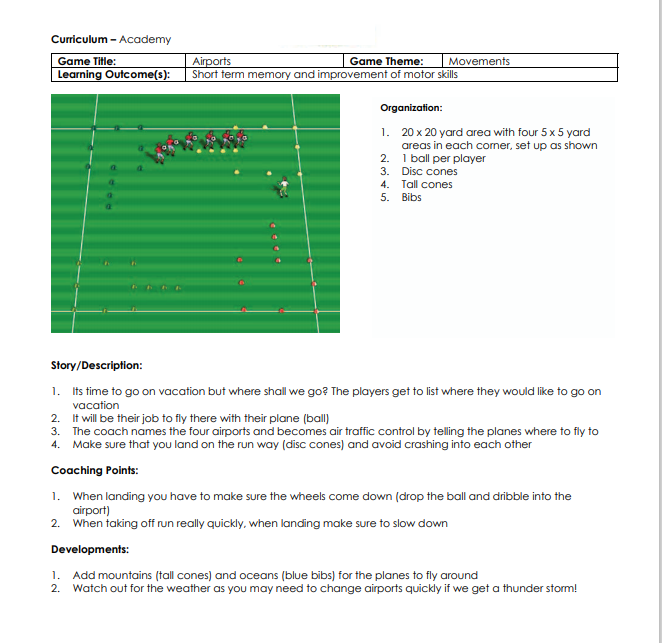 Curriculum – Academy
Game Title: Airports Game Theme: Movements
Learning Outcome(s): Short term memory and improvement of motor skills
Organization:
1. 20 x 20 yard area with four 5 x 5 yard
areas in each corner, set up as shown
2. 1 ball per player
3. Disc cones
4. Tall cones
5. Bibs
Story/Description:
1. Its time to go on vacation but where shall we go? The players get to list where they would like to go on
vacation
2. It will be their job to fly there with their plane (ball)
3. The coach names the four airports and becomes air traffic control by telling the planes where to fly to
4. Make sure that you land on the run way (disc cones) and avoid crashing into each other
Coaching Points:
1. When landing you have to make sure the wheels come down (drop the ball and dribble into the
airport)
2. When taking off run really quickly, when landing make sure to slow down
Developments:
1. Add mountains (tall cones) and oceans (blue bibs) for the planes to fly around
2. Watch out for the weather as you may need to change airports quickly if we get a thunder storm!